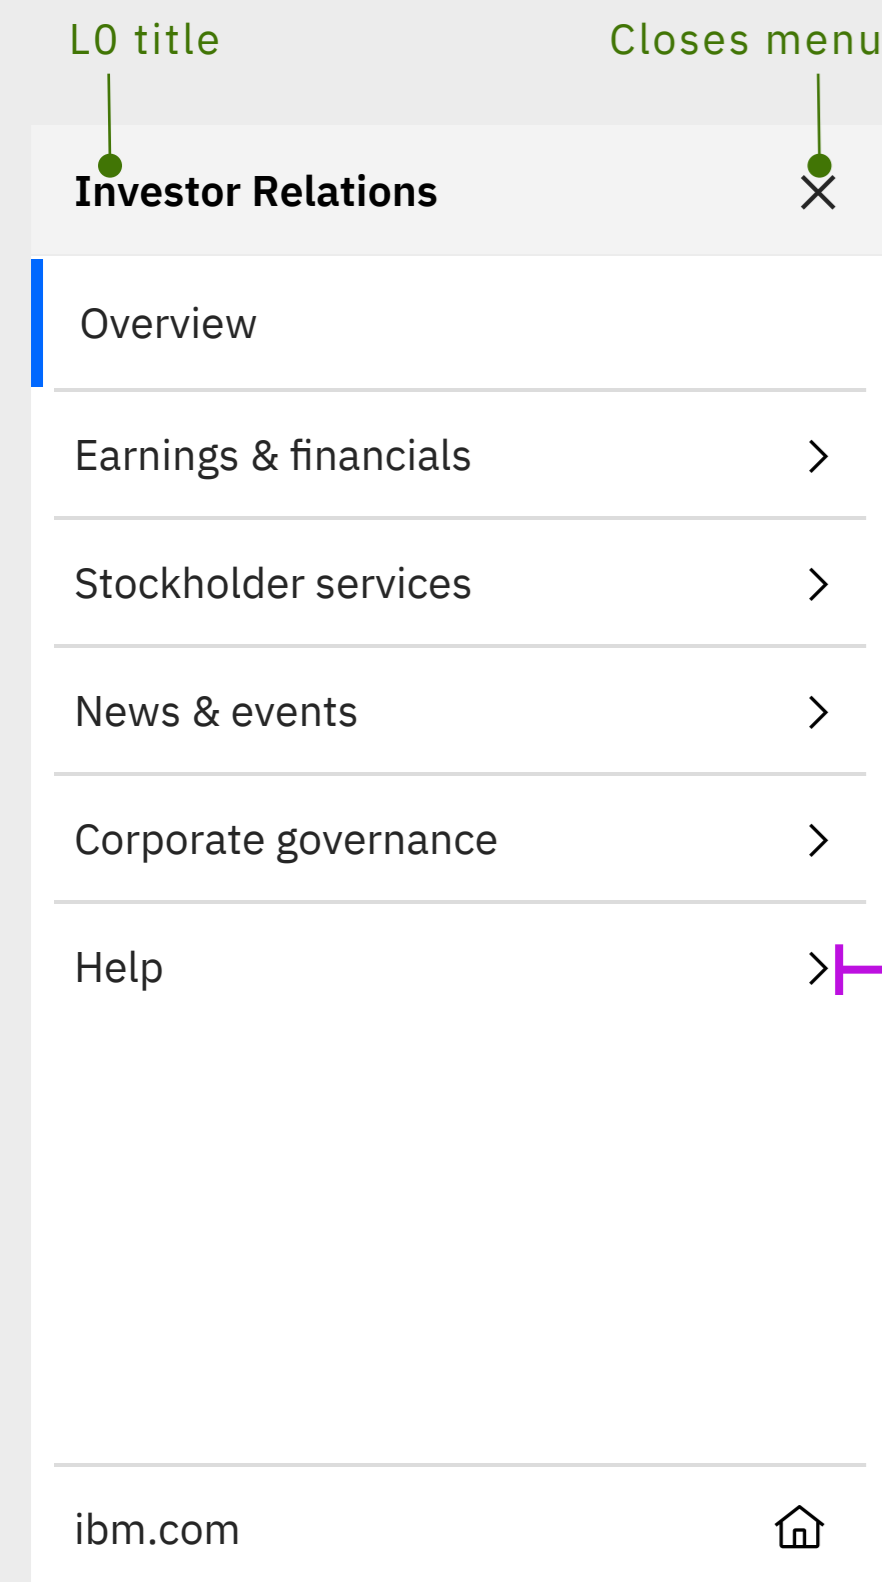 L0 title
Closes menu
Investor Relations
Overview
Earnings & financials
Stockholder services
News & events
Corporate governance
Help
ibm.com